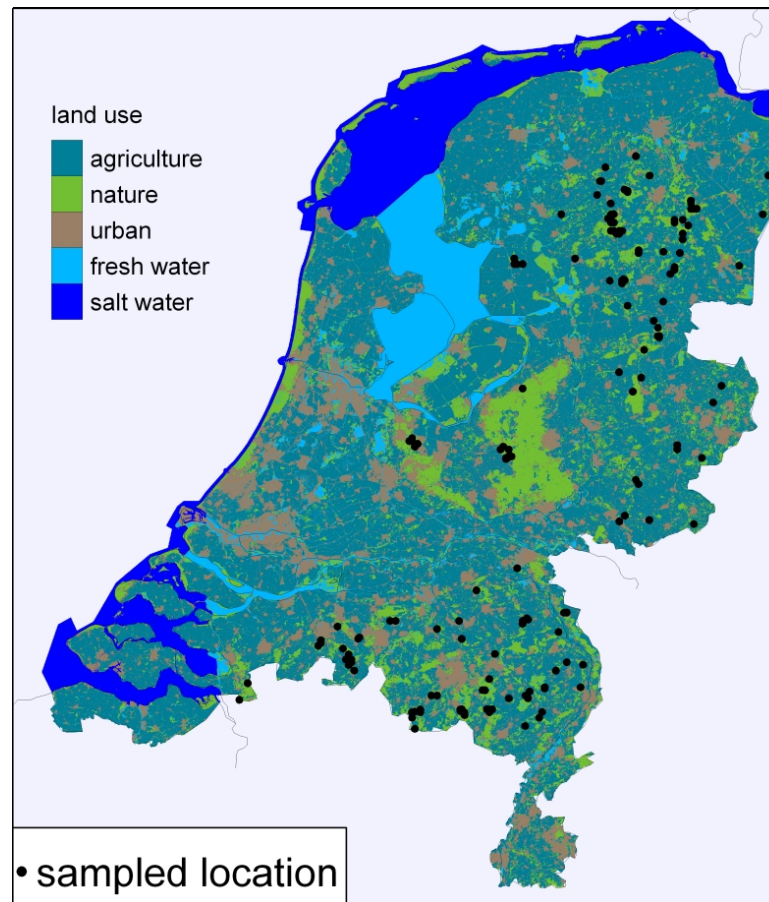 land use
agriculture
nature
urban
fresh water
salt water
sampled location